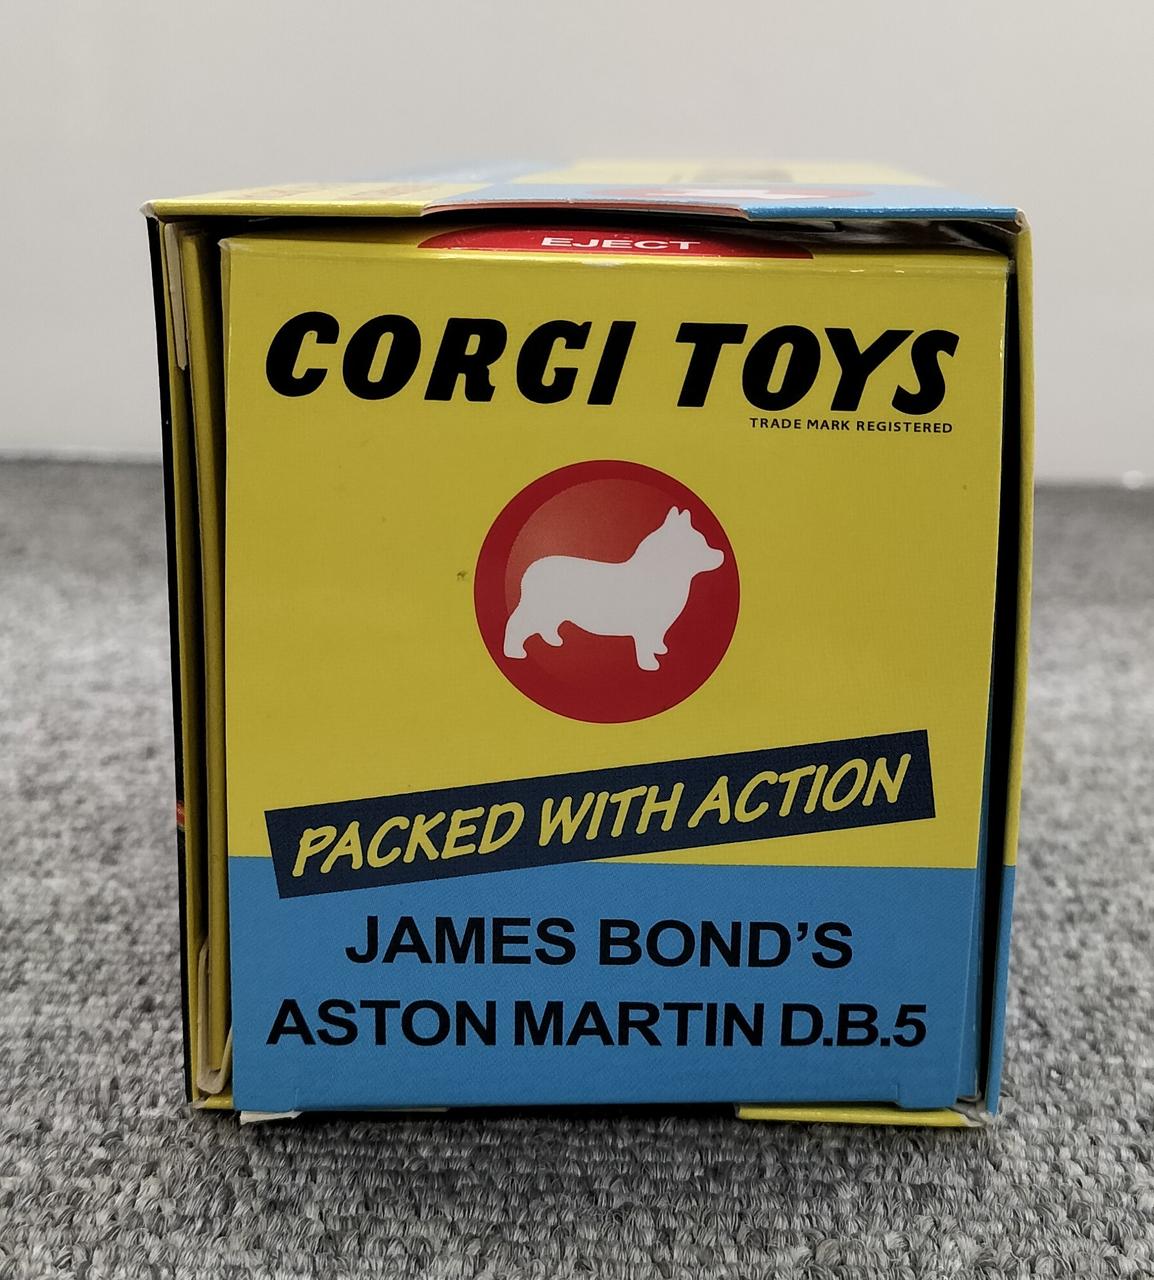 EJECT
CORGI TOYS
TRADE MARK REGISTERED
PACKED WITH ACTION
JAMES BOND’S
ASTON MARTIN D.B.5